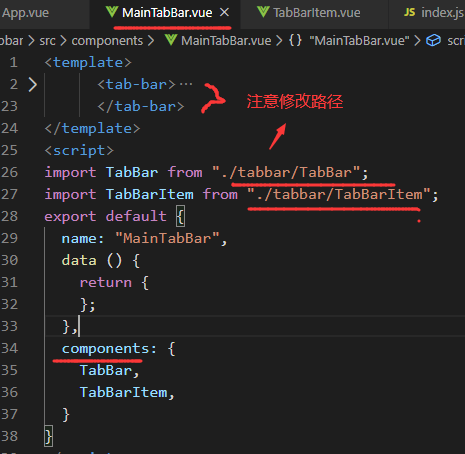 App.vue MainTabBar.vue × TabBarItem.vue JS index.js
obar > src > components > MainTabBar.vue > {} "MainTabBar.vue" > scr
1 <template>
2 <tab-bar>…
23 </tab-bar>
注意修改路径
24 </template>
25 <script>
26 import TabBar from "./tabbar/TabBar";
27 import TabBarItem from "./tabbar/TabBarItem";
28 export default {
29 name: "MainTabBar",
30 data () {
31 return {
32 };
33 },
34 components: {
35 TabBar,
36 TabBarItem,
37 }
38 }